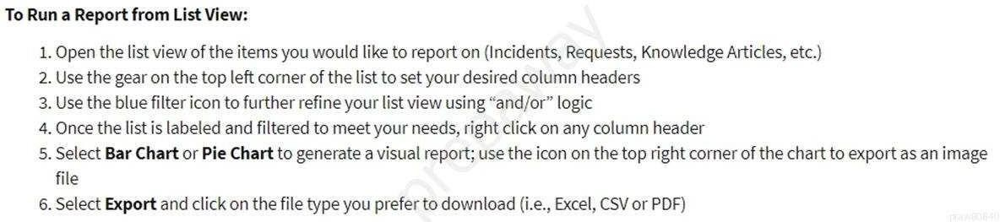 To Run a Report from List View:
1. Open the list view of the items you would like to report on (Incidents, Requests, Knowledge Articles, etc.)
2. Use the gear on the top left corner of the list to set your desired column headers
3. Use the blue filter icon to further refine your list view using “and/or” logic
4. Once the list is labeled and filtered to meet your needs, right click on any column header
5. Select Bar Chart or Pie Chart to generate a visual report; use the icon on the top right corner of the chart to export as an image
file
6. Select Export and click on the file type you prefer to download (i.e., Excel, CSV or PDF)
prepaway